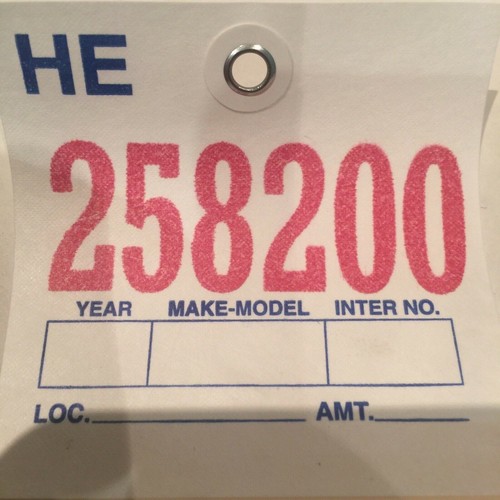 HE
258200
YEAR MAKE-MODEL INTER NO.
LOC. AMT.